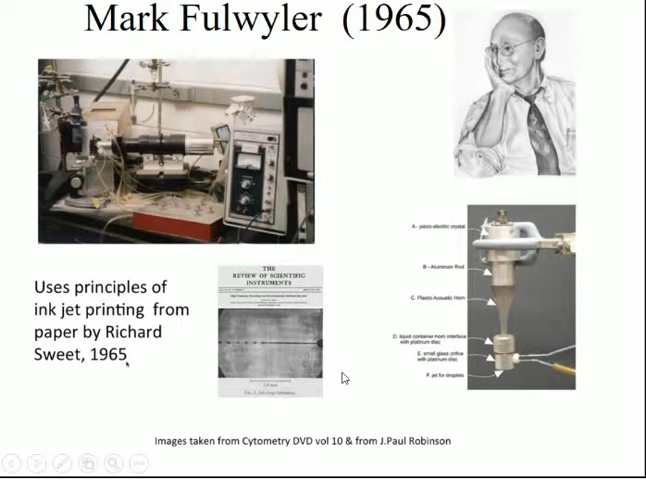 Mark Fulwyler (1965)
Uses principles of
ink jet printing from
paper by Richard
Sweet, 1965
THE
REVIEW OF SCIENTIFIC
INSTRUMENTS
A - piezo-electric crystal
B - Aluminum Rod
C. Plastic Acoustic Horn
D. liquid container-horn interface
with platinum disc
E. small glass orifice
with platinum disc
F. jet for droplets
Images taken from Cytometry DVD vol 10 & from J.Paul Robinson